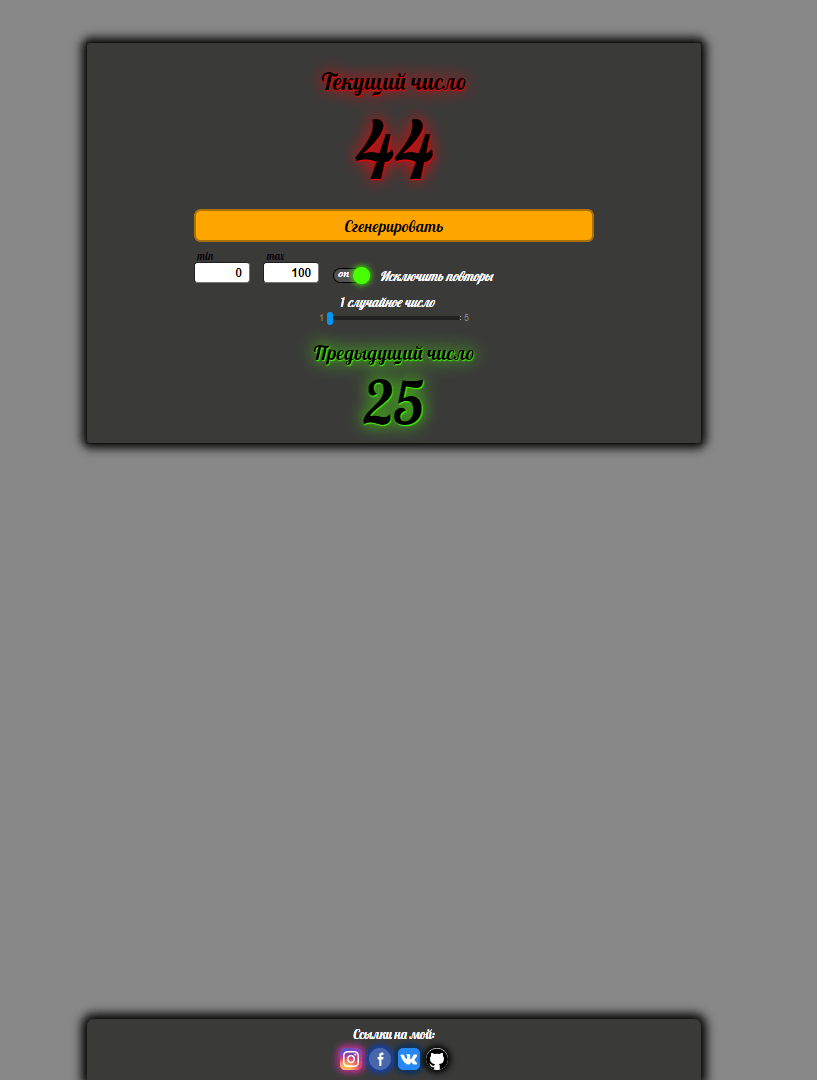 Текущий число
44
Сгенерировать
min max
0 100 on Исключить повторы
1 случайное число
1 : 5
Предыдущий число
25
Ссылки на мой: